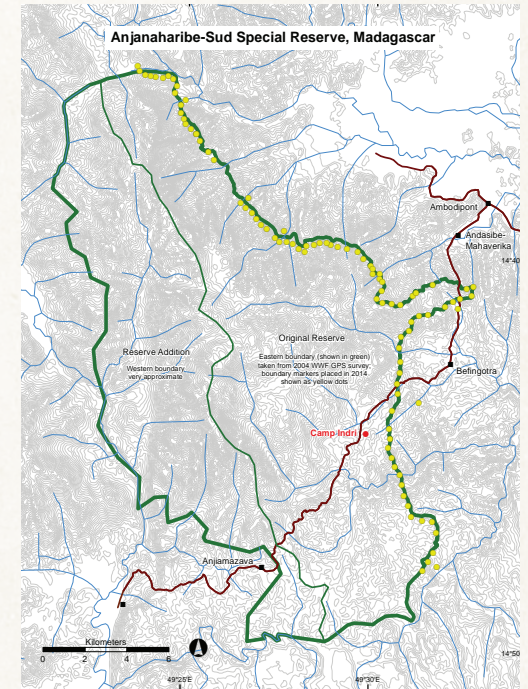 Anjanaharibe-Sud Special Reserve, Madagascar
Ambodipont
Andasibe-
Mahaverika
14°40
Original Reserve
Eastern boundary (shown in green)
taken from 2004 WWF GPS survey;
boundary markers placed in 2014
shown as yellow dots
Reserve Addition
Western boundary
very approximate
Befingotra
Camp Indri
Anjiamazava
Kilometers
0 2 4 6
14°50
49°25'E
49°30'E